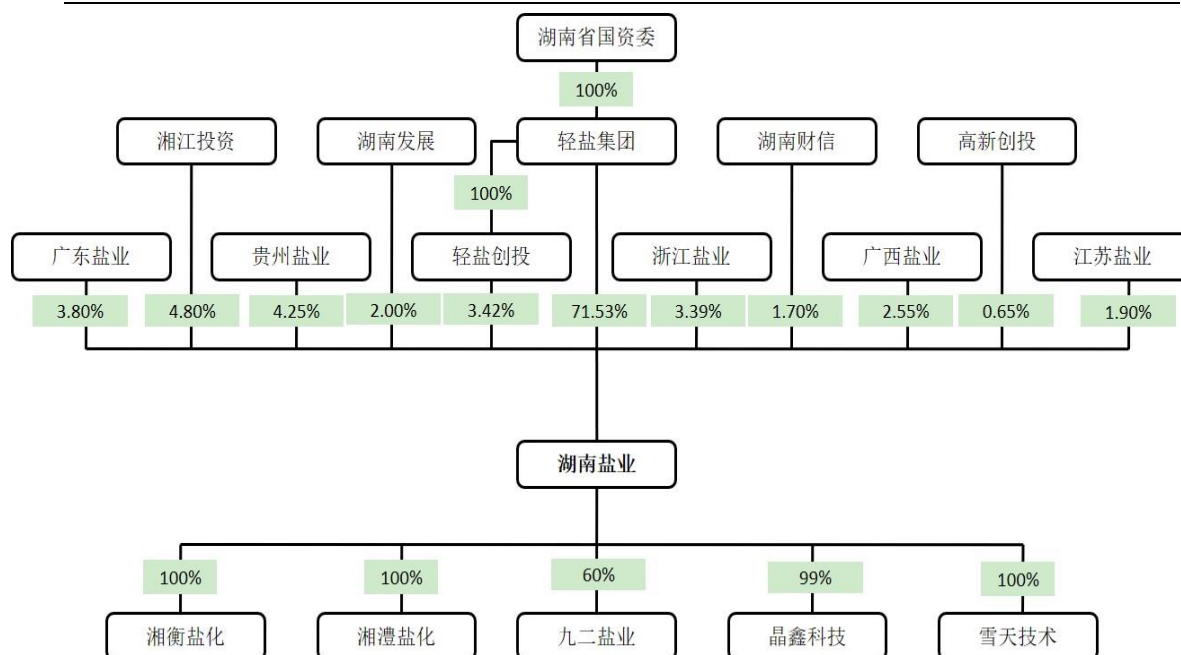 湖南省国资委
100%
湘江投资
湖南发展
轻盐集团
湖南财信
高新创投
100%
广东盐业
贵州盐业
轻盐创投
浙江盐业
广西盐业
江苏盐业
3.80%
4.80%
4.25%
2.00%
3.42%
71.53%
3.39%
1.70%
2.55%
0.65%
1.90%
湖南盐业
100%
100%
60%
99%
100%
湘衡盐化
湘澧盐化
九二盐业
晶鑫科技
雪天技术